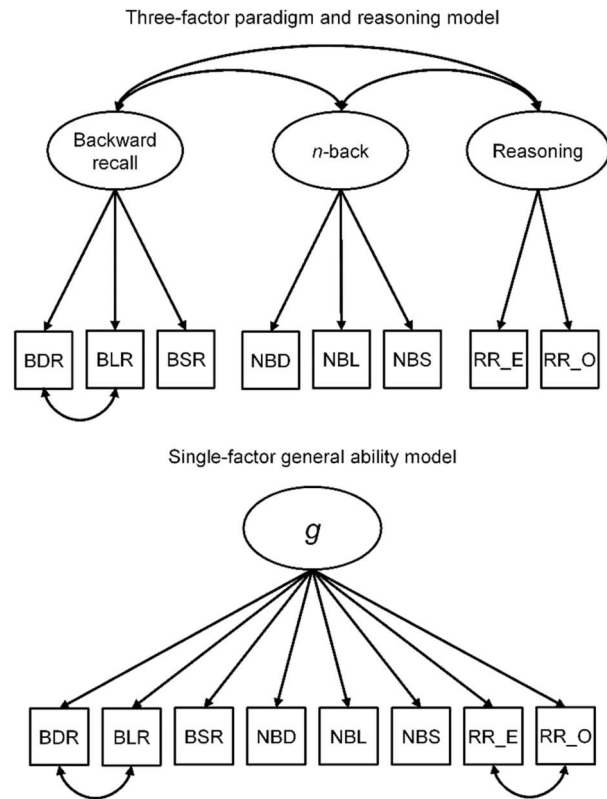 Three-factor paradigm and reasoning model
Backward
recall
n-back
Reasoning
BDR
BLR
BSR
NBD
NBL
NBS
RR_E
RR_O
Single-factor general ability model
g
BDR
BLR
BSR
NBD
NBL
NBS
RR_E
RR_O